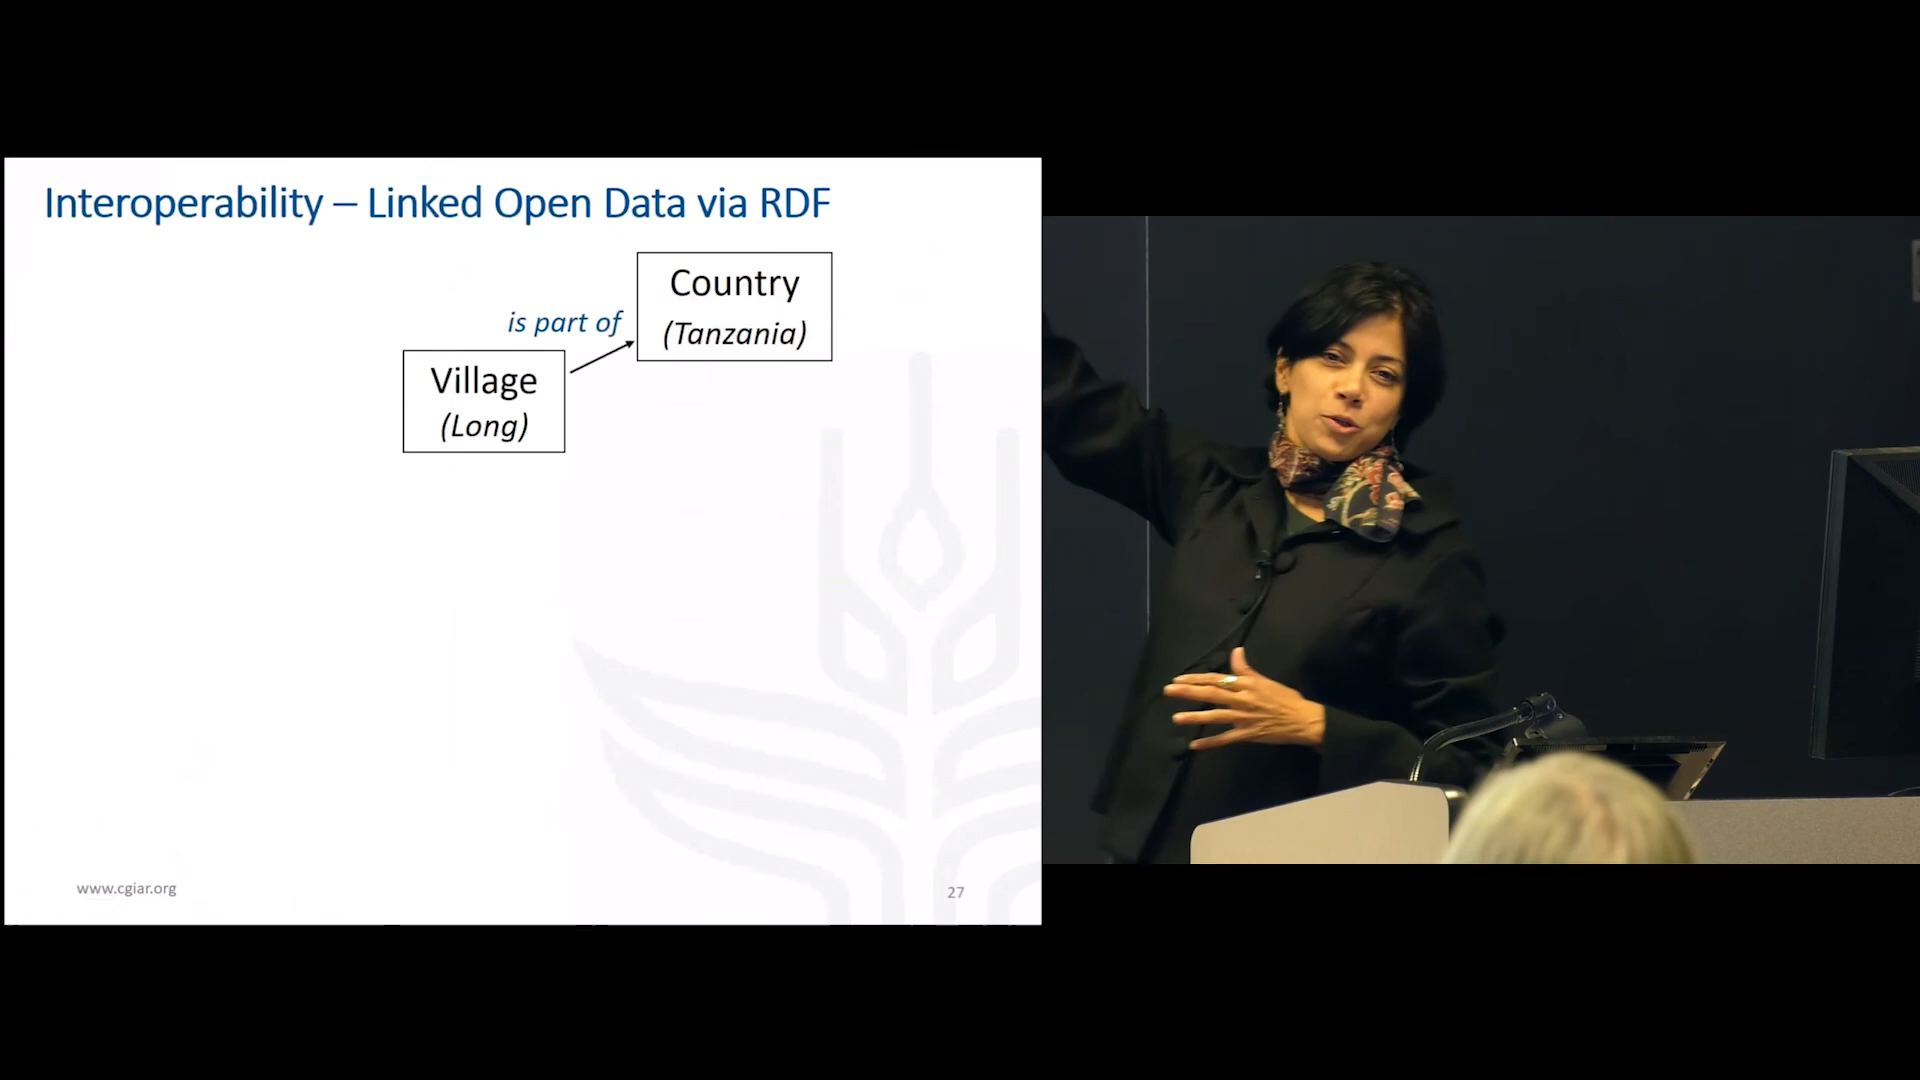 Interoperability – Linked Open Data via RDF
Country
(Tanzania)
is part of
Village
(Long)
www.cgiar.org
27